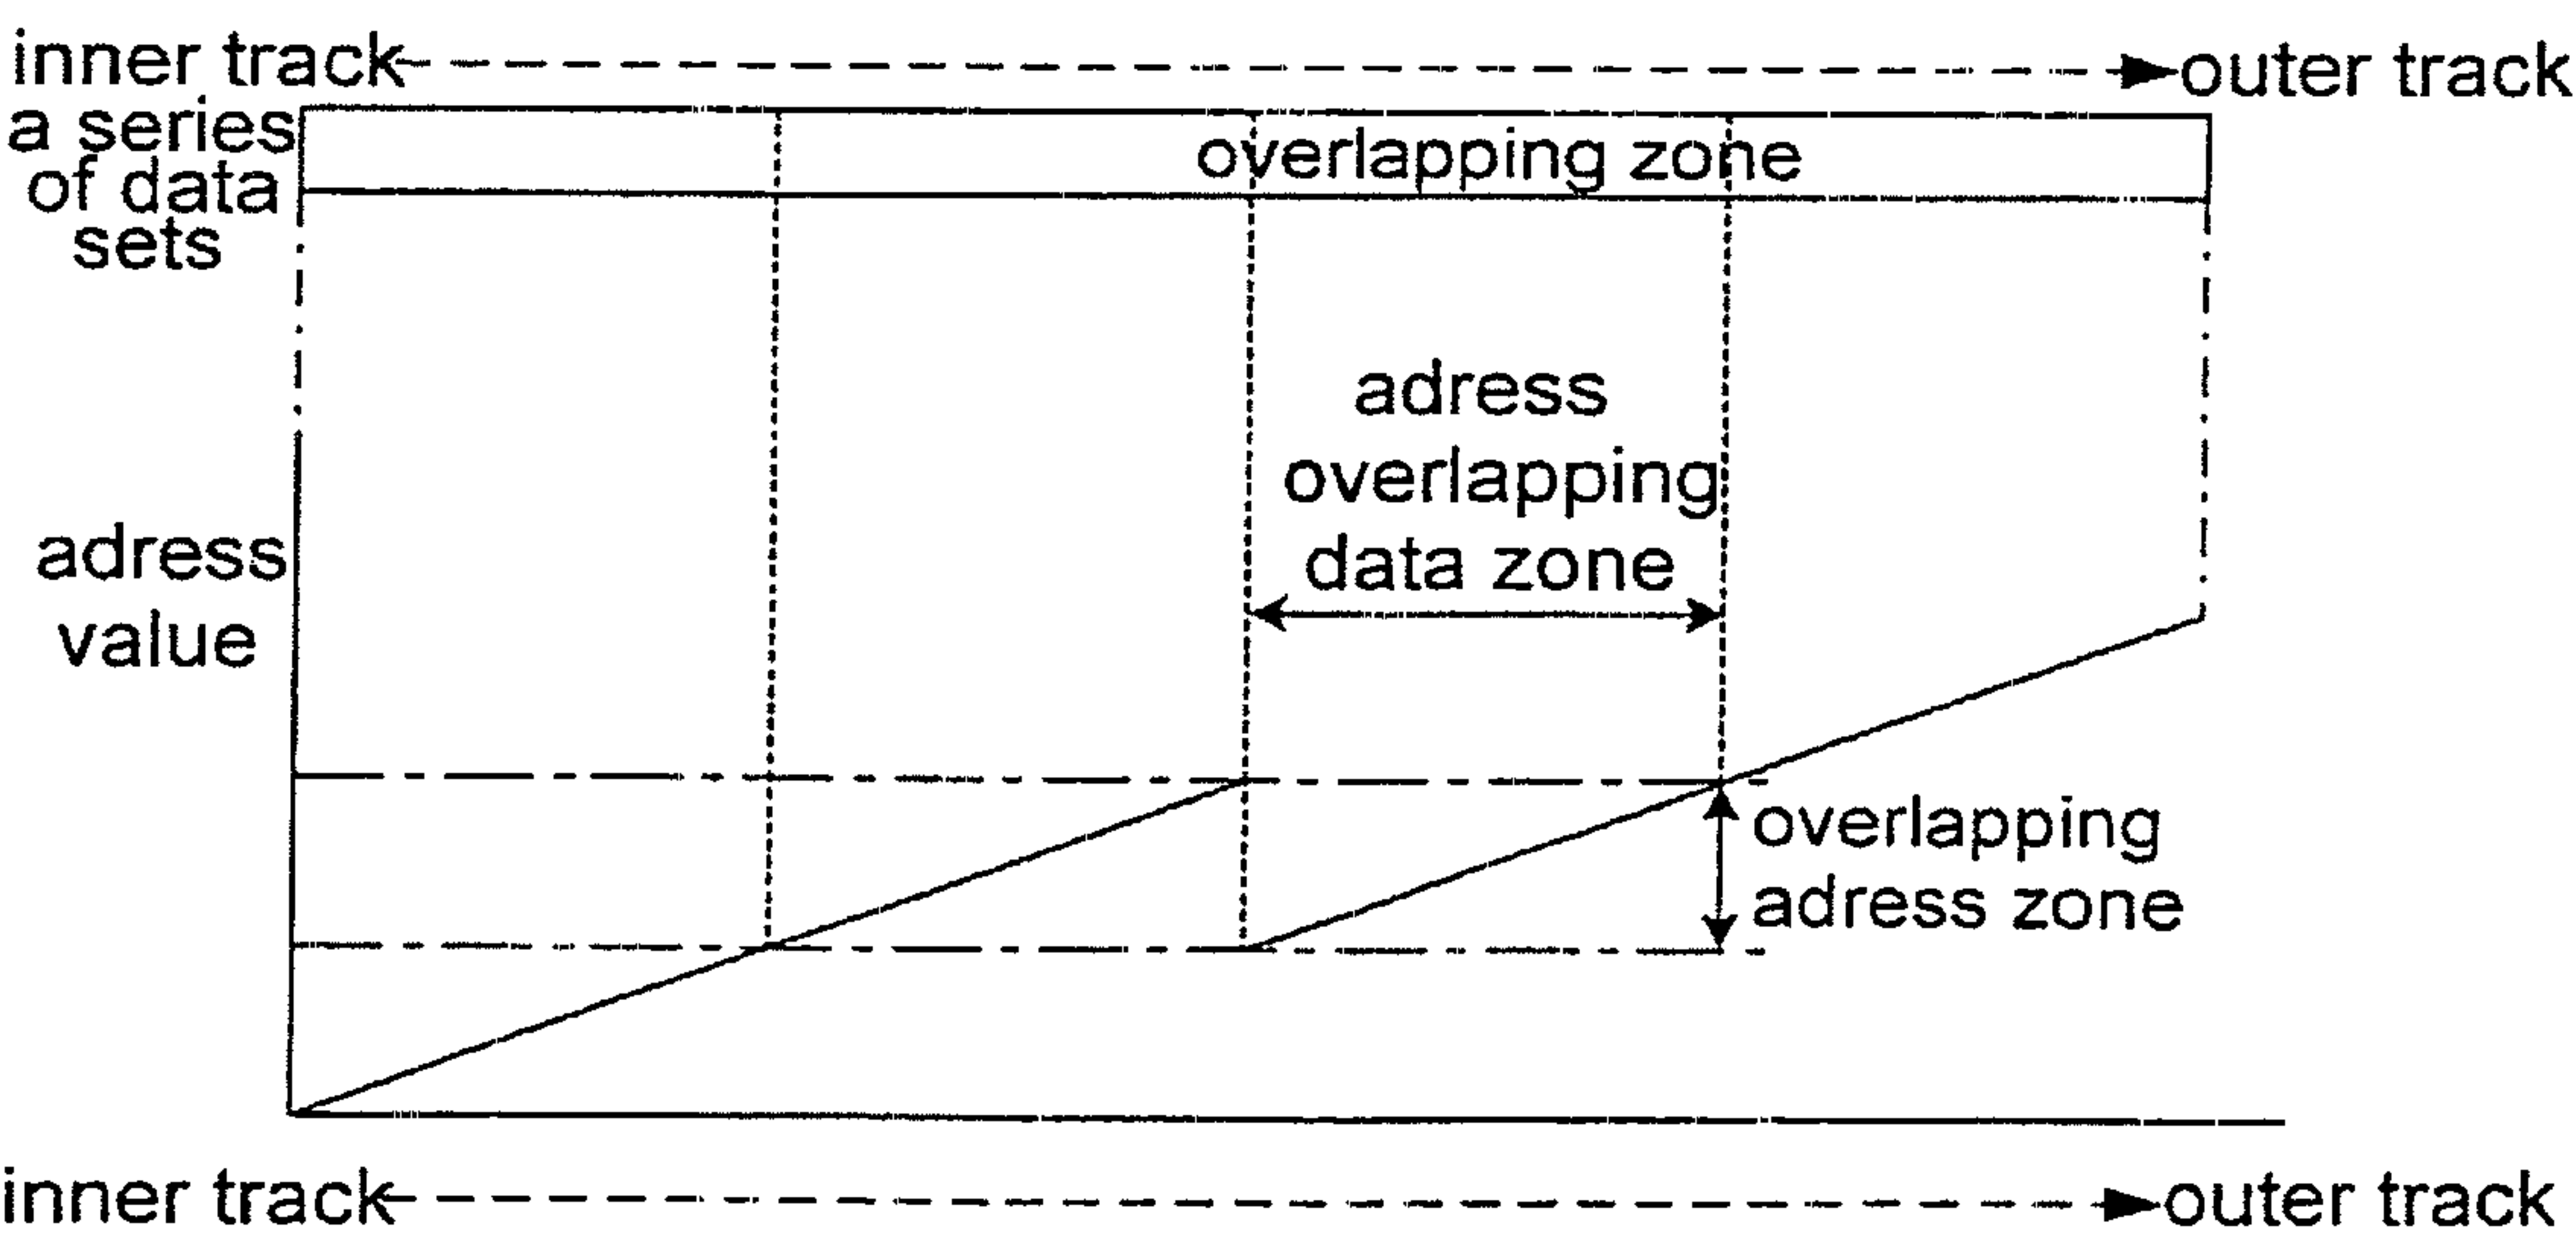 inner track
outer track
a series
of data
sets
overlapping zone
adress
overlapping
data zone
adress
value
overlapping
adress zone
inner track
outer track